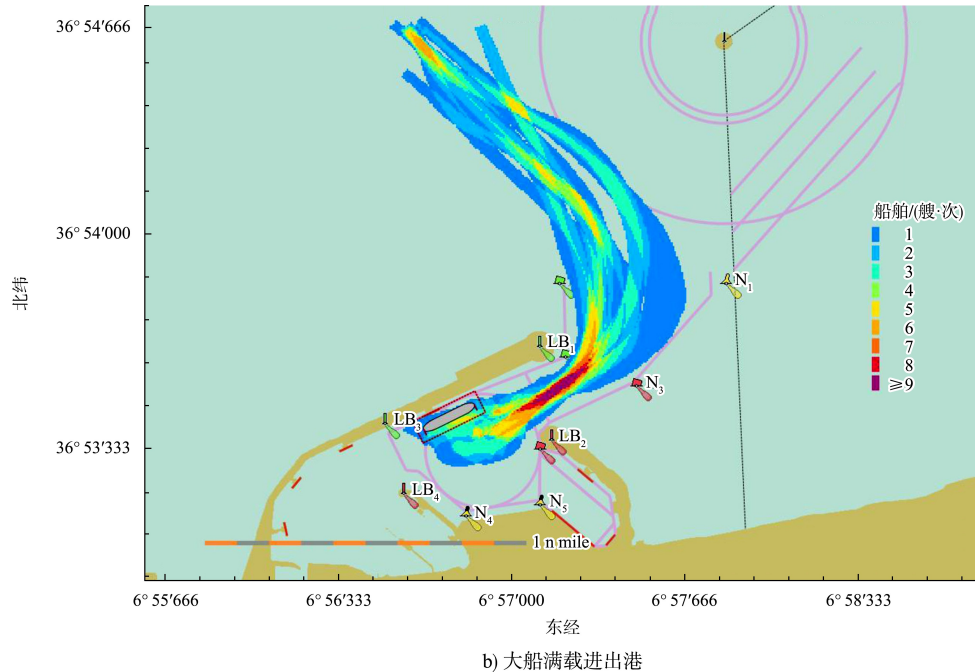 36° 54′666
36° 54′000
36° 53′333
北纬
船舶/(艘·次)
1
2
3
4
5
6
7
8
≥9
N1
LB1
N3
LB3
LB2
LB4
N4
N5
1 n mile
6° 55′666
6° 56′333
6° 57′000
6° 57′666
6° 58′333
东经
b) 大船满载进出港